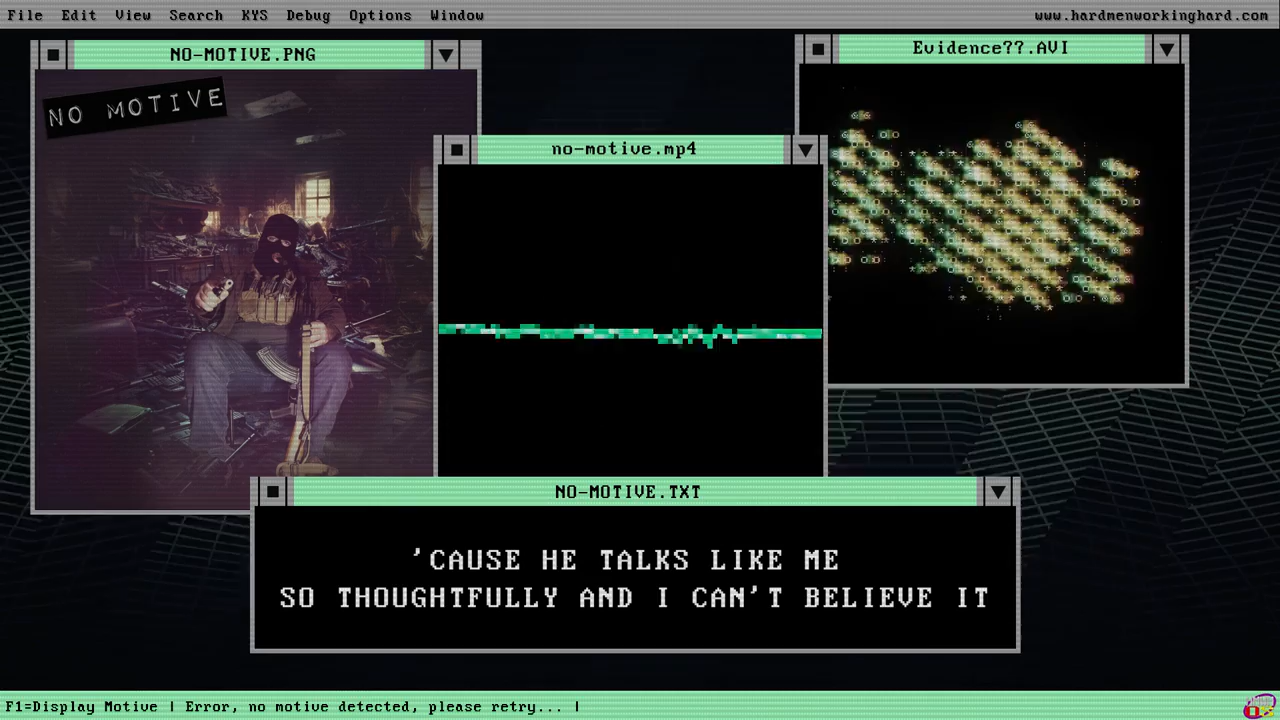 File Edit View Search KYS Debug Options Window www.hardmenworkinghard.com
NO-MOTIVE.PNG
NO MOTIVE
no-motive.mp4
Evidence??.AVI
NO-MOTIVE.TXT
'CAUSE HE TALKS LIKE ME
SO THOUGHTFULLY AND I CAN'T BELIEVE IT
F1=Display Motive | Error, no motive detected, please retry... |